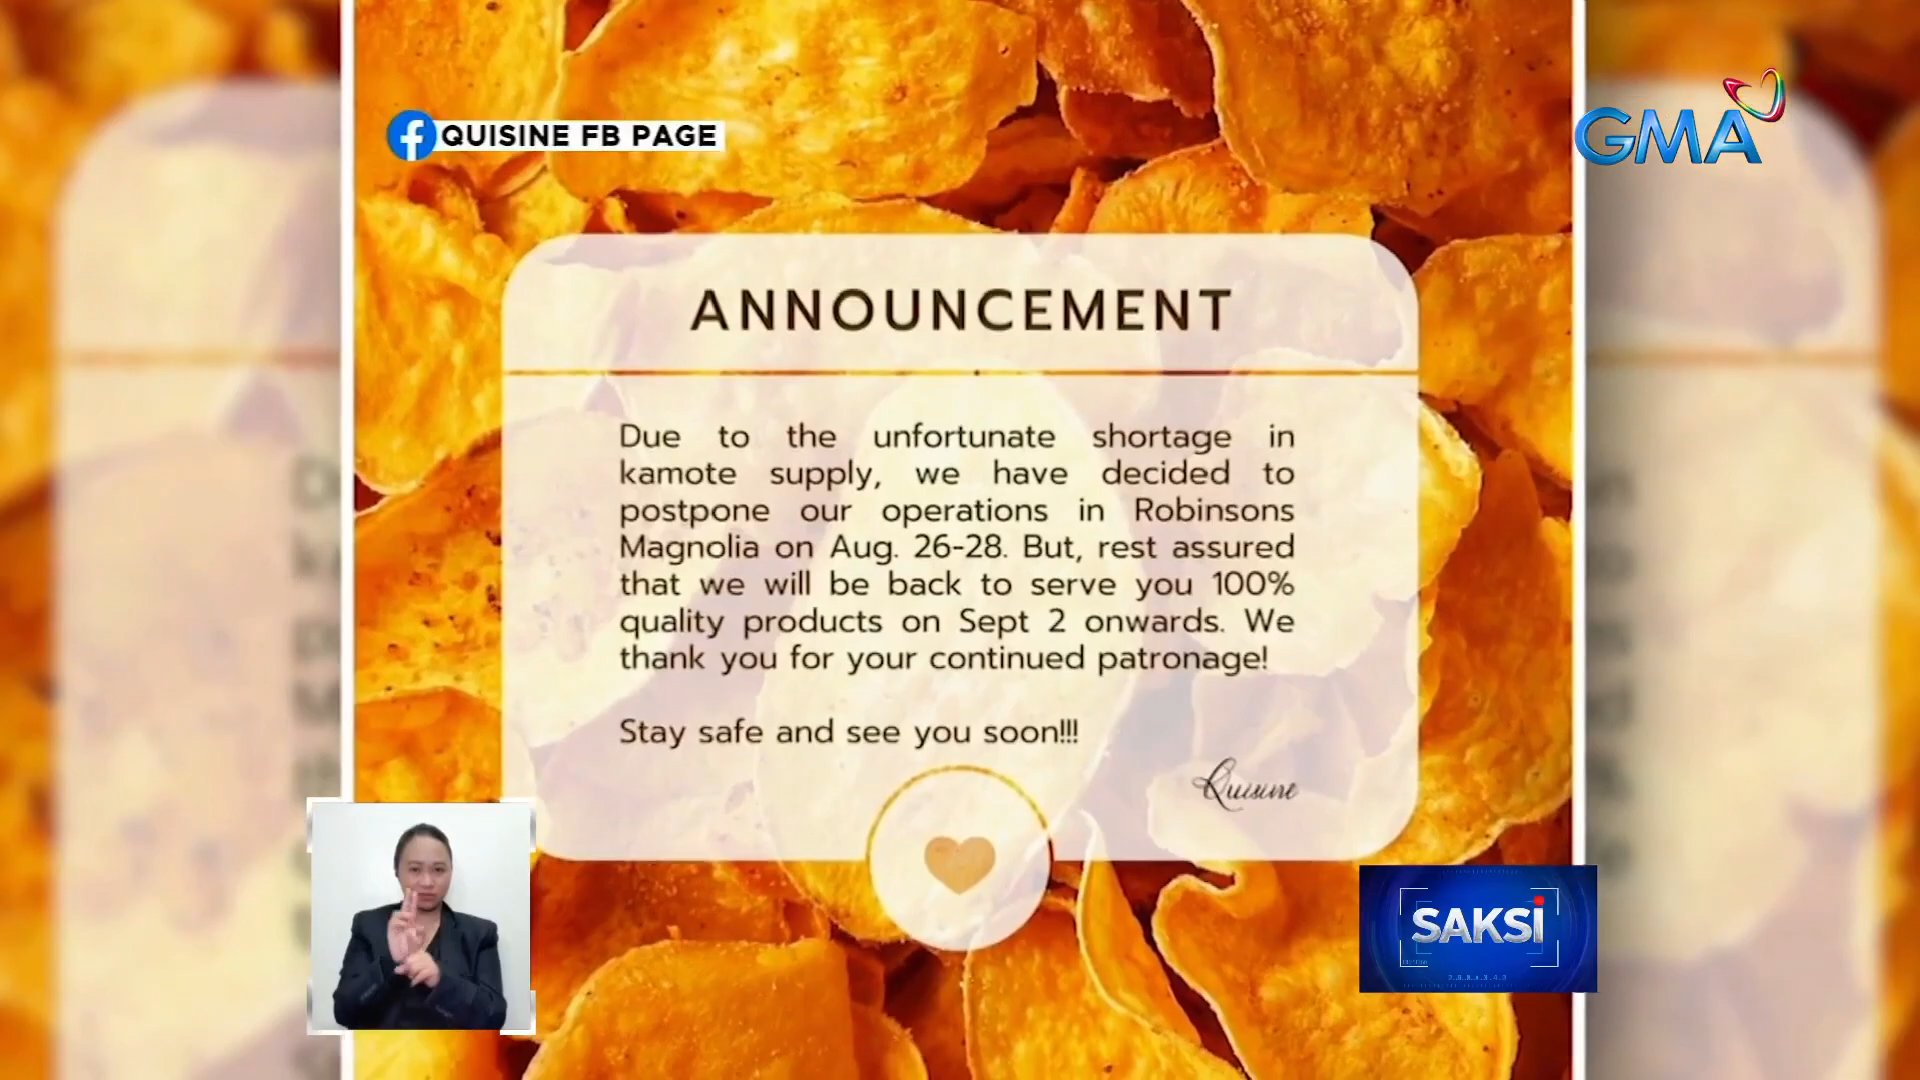 QUISINE FB PAGE
GMA
ANNOUNCEMENT
Due to the unfortunate shortage in
kamote supply, we have decided to
postpone our operations in Robinsons
Magnolia on Aug. 26-28. But, rest assured
that we will be back to serve you 100%
quality products on Sept 2 onwards. We
thank you for your continued patronage!
Stay safe and see you soon!!!
Quisine
SAKSI